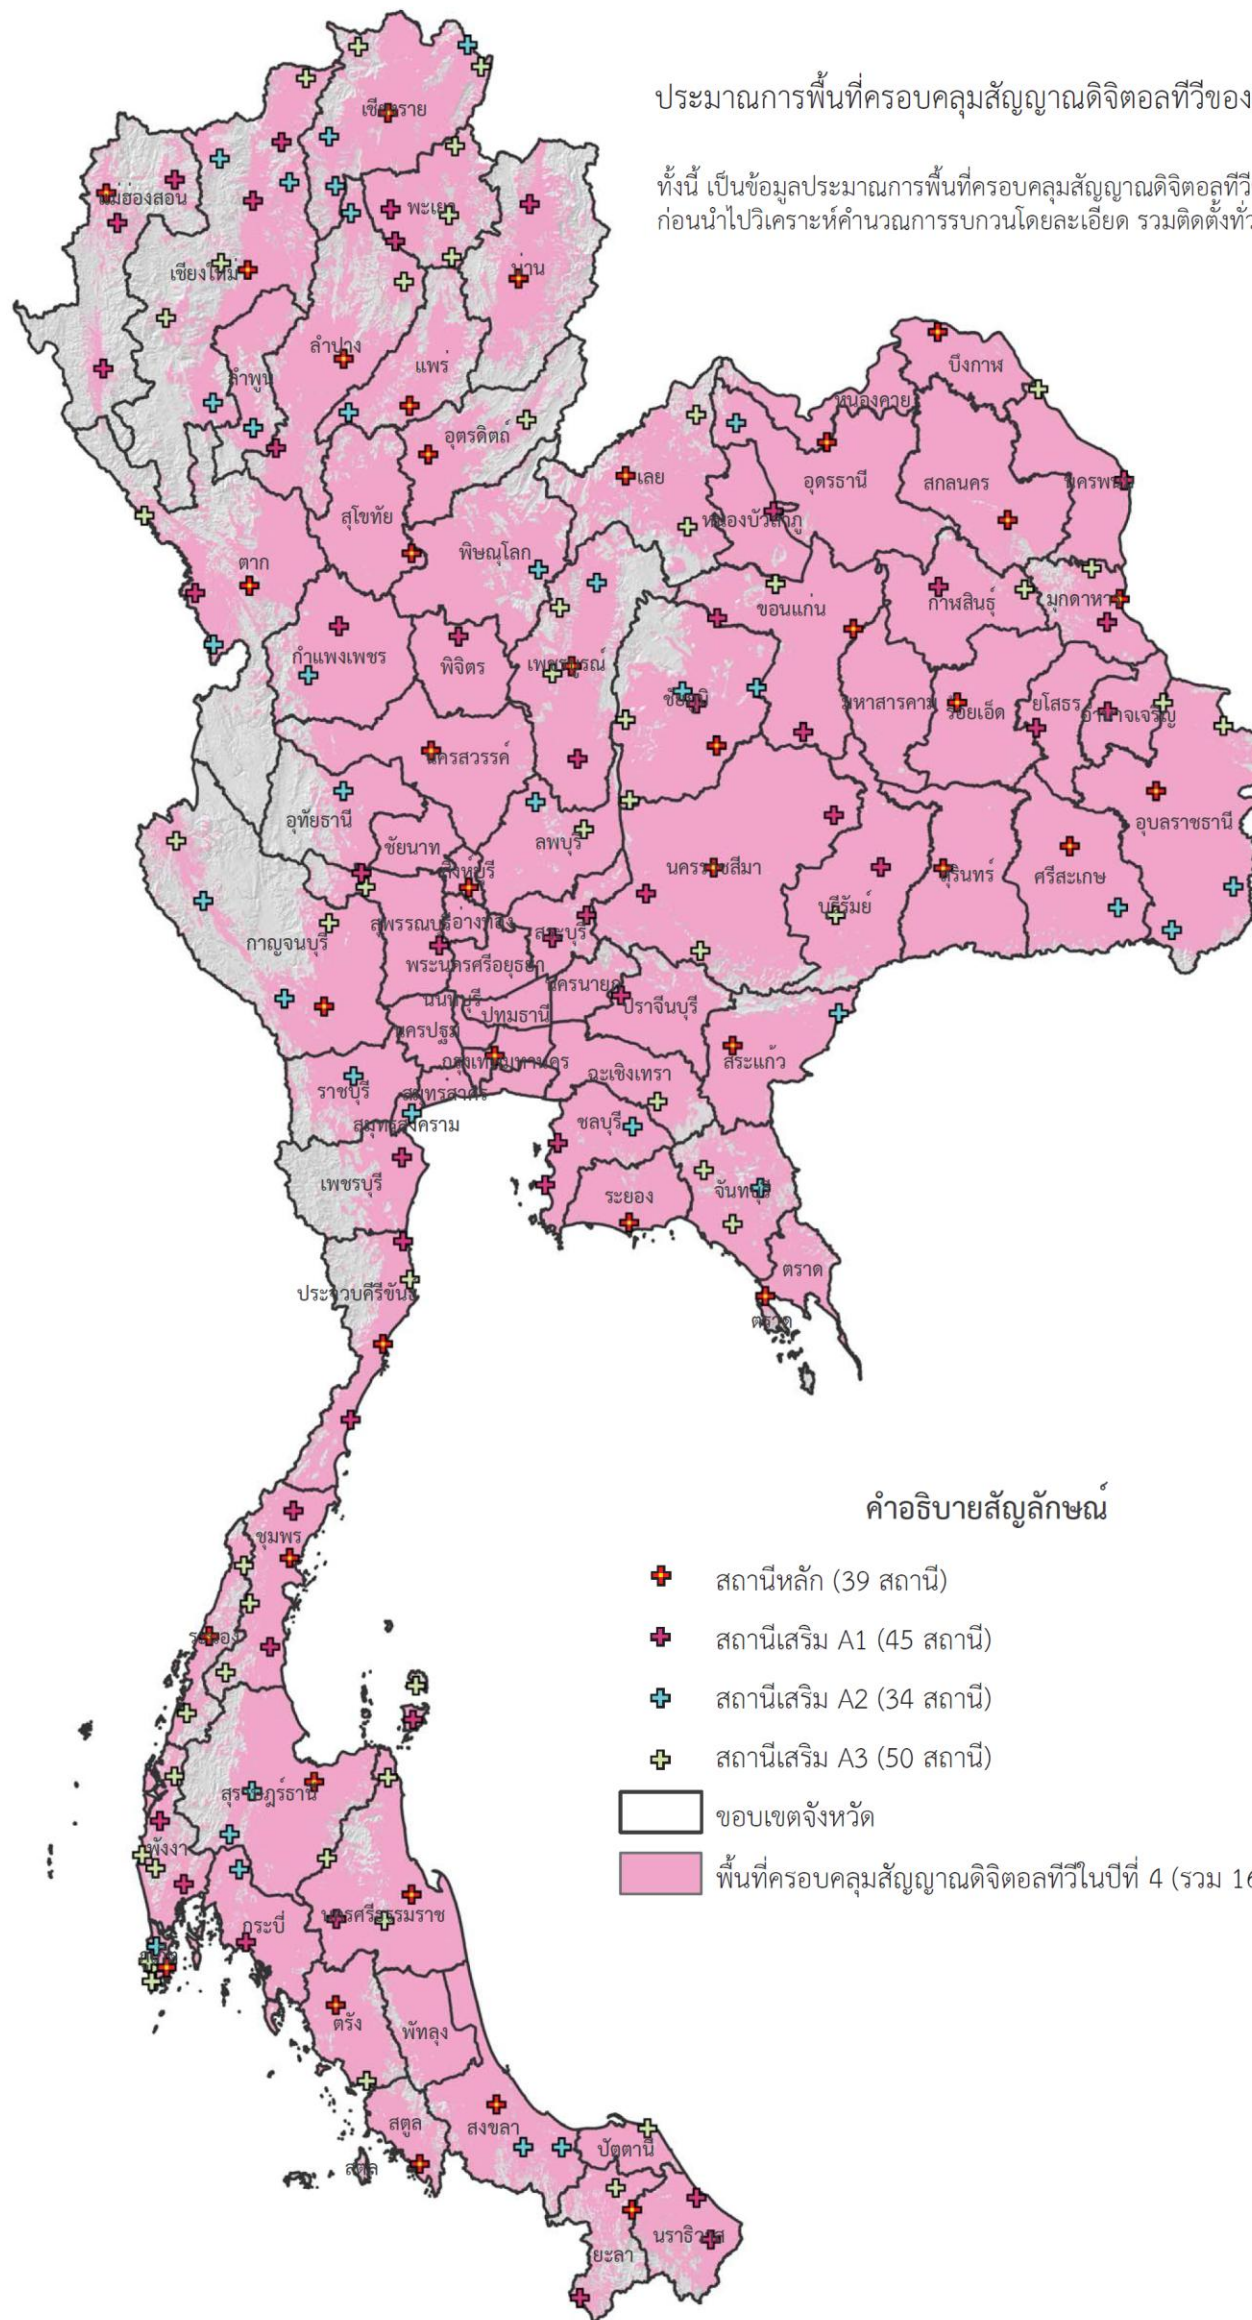 ประมาณการพื้นที่ครอบคลุมสัญญาณดิจิตอลทีวีของ
ทั้งนี้ เป็นข้อมูลประมาณการพื้นที่ครอบคลุมสัญญาณดิจิตอลทีวี
ก่อนนำไปวิเคราะห์คำนวณการรบกวนโดยละเอียด รวมติดตั้งทั่ว
เชียงราย
แม่ฮ่องสอน
พะเยา
เชียงใหม่
น่าน
ลำปาง
แพร่
ลำพูน
บึงกาฬ
หนองคาย
อุตรดิตถ์
เลย
อุดรธานี
สกลนคร
นครพนม
สุโขทัย
หนองบัวลำภู
ตาก
พิษณุโลก
ขอนแก่น
กาฬสินธุ์
มุกดาหาร
กำแพงเพชร
พิจิตร
เพชรบูรณ์
ชัยภูมิ
มหาสารคาม
ร้อยเอ็ด
ยโสธร
อำนาจเจริญ
นครสวรรค์
อุทัยธานี
ชัยนาท
ลพบุรี
อุบลราชธานี
สิงห์บุรี
นครราชสีมา
สุรินทร์
ศรีสะเกษ
บุรีรัมย์
สุพรรณบุรี
อ่างทอง
สระบุรี
กาญจนบุรี
พระนครศรีอยุธยา
นครนายก
ปราจีนบุรี
นนทบุรี
ปทุมธานี
นครปฐม
กรุงเทพมหานคร
สระแก้ว
ฉะเชิงเทรา
ราชบุรี
สมุทรสาคร
สมุทรสงคราม
ชลบุรี
เพชรบุรี
ระยอง
จันทบุรี
ตราด
ประจวบคีรีขันธ์
ตราด
คำอธิบายสัญลักษณ์
ชุมพร
สถานีหลัก (39 สถานี)
ระนอง
สถานีเสริม A1 (45 สถานี)
สถานีเสริม A2 (34 สถานี)
สถานีเสริม A3 (50 สถานี)
สุราษฎร์ธานี
ขอบเขตจังหวัด
พังงา
พื้นที่ครอบคลุมสัญญาณดิจิตอลทีวีในปีที่ 4 (รวม 16
นครศรีธรรมราช
กระบี่
ภูเก็ต
ตรัง
พัทลุง
สตูล
สงขลา
ปัตตานี
สตูล
นราธิวาส
ยะลา